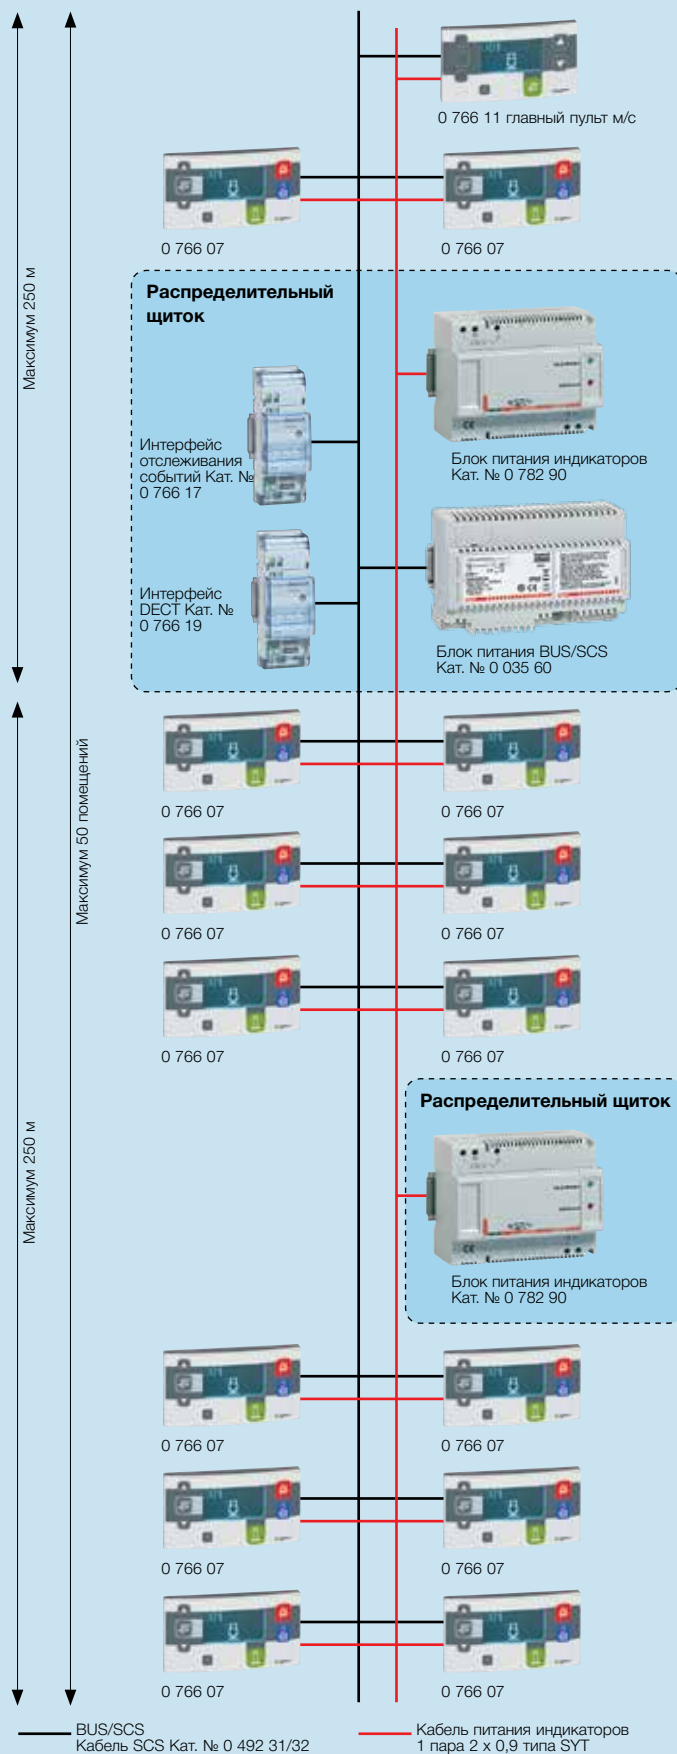 0 766 11 главный пульт м/с
0 766 07
0 766 07
Максимум 250 м
Распределительный
щиток
Интерфейс
отслеживания
событий Кат. №
0 766 17
Блок питания индикаторов
Кат. № 0 782 90
Интерфейс
DECT Кат. №
0 766 19
Блок питания BUS/SCS
Кат. № 0 035 60
Максимум 50 помещений
0 766 07
0 766 07
0 766 07
0 766 07
0 766 07
0 766 07
Максимум 250 м
Распределительный щиток
Блок питания индикаторов
Кат. № 0 782 90
0 766 07
0 766 07
0 766 07
0 766 07
0 766 07
0 766 07
BUS/SCS
Кабель SCS Кат. № 0 492 31/32
Кабель питания индикаторов
1 пара 2 x 0,9 типа SYT